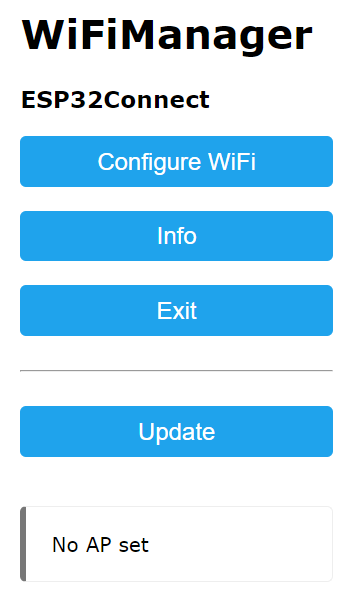 WiFiManager
ESP32Connect
Configure WiFi
Info
Exit
Update
No AP set